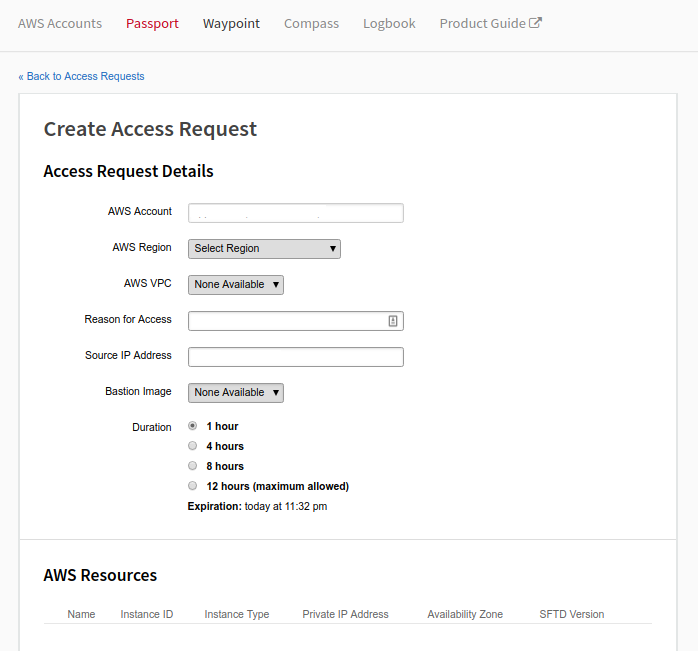 AWS Accounts Passport Waypoint Compass Logbook Product Guide
« Back to Access Requests
Create Access Request
Access Request Details
AWS Account
AWS Region Select Region
AWS VPC None Available
Reason for Access
Source IP Address
Bastion Image None Available
Duration 1 hour
4 hours
8 hours
12 hours (maximum allowed)
Expiration: today at 11:32 pm
AWS Resources
Name Instance ID Instance Type Private IP Address Availability Zone SFTD Version